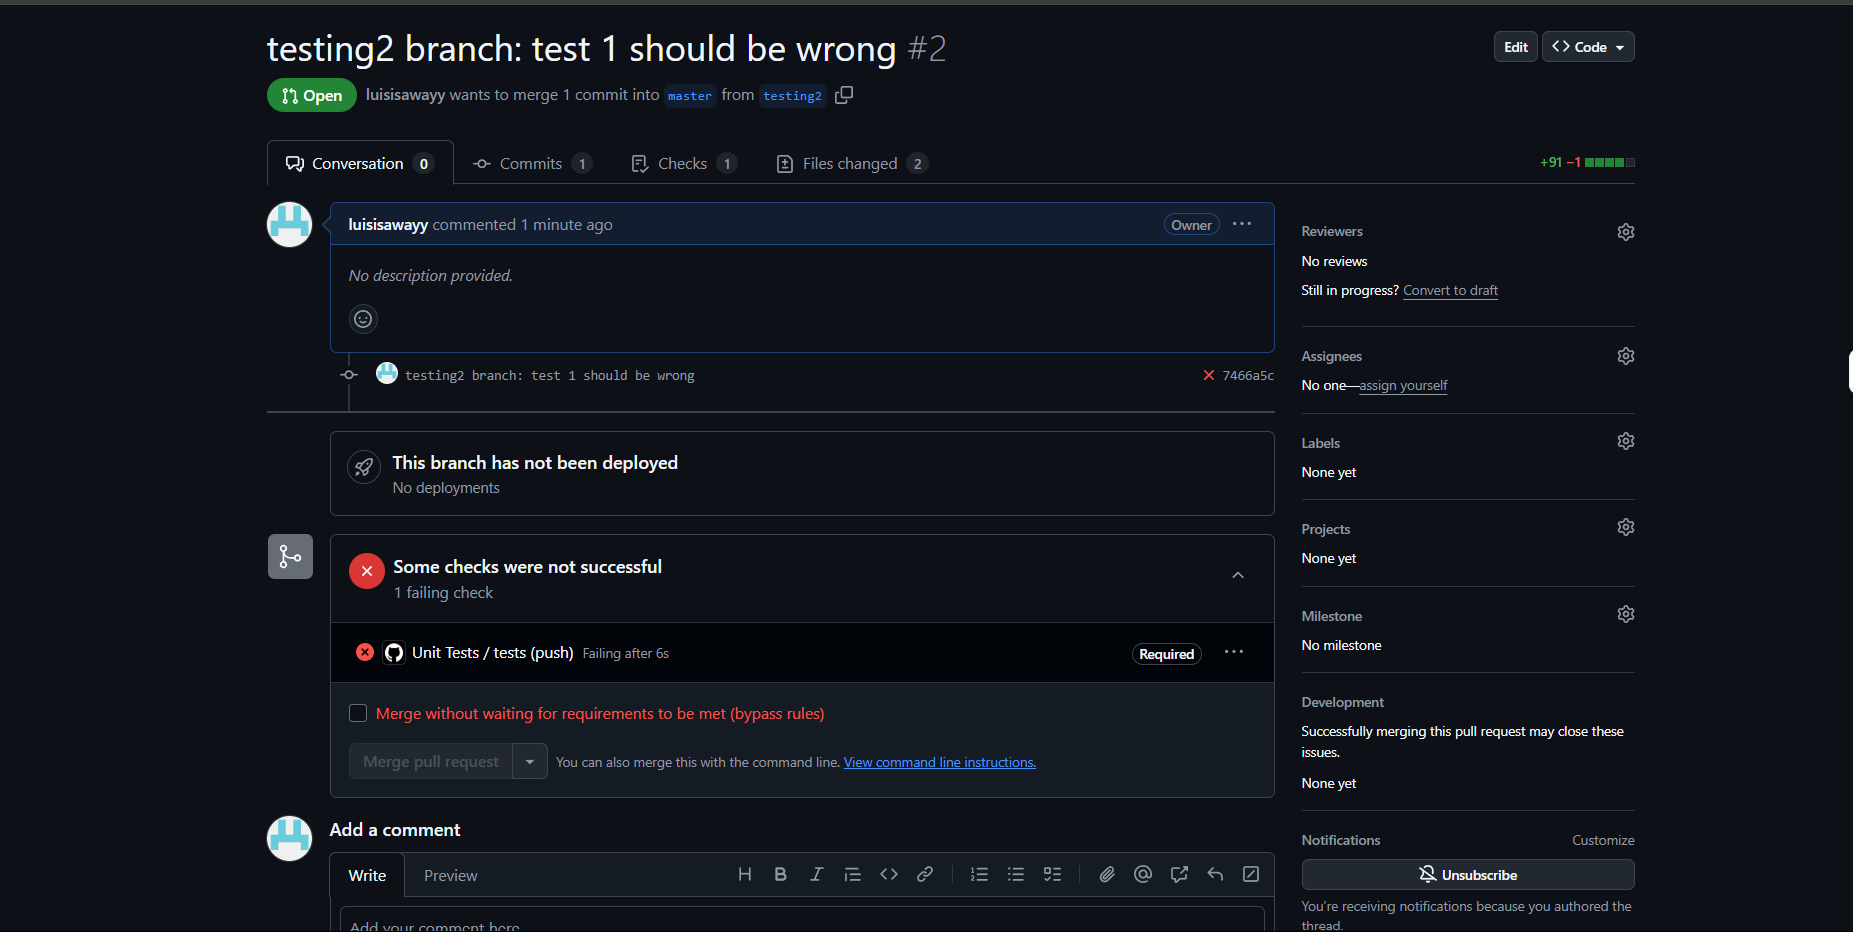 testing2 branch: test 1 should be wrong #2
Edit
Code
Open
luisisawayy wants to merge 1 commit into master from testing2
Conversation 0
Commits 1
Checks 1
Files changed 2
+91 −1
luisisawayy commented 1 minute ago
Owner
No description provided.
testing2 branch: test 1 should be wrong
7466a5c
This branch has not been deployed
No deployments
Some checks were not successful
1 failing check
Unit Tests / tests (push) Failing after 6s
Required
Merge without waiting for requirements to be met (bypass rules)
Merge pull request
You can also merge this with the command line. View command line instructions.
Add a comment
Write
Preview
Add your comment here
Reviewers
No reviews
Still in progress? Convert to draft
Assignees
No one—assign yourself
Labels
None yet
Projects
None yet
Milestone
No milestone
Development
Successfully merging this pull request may close these
issues.
None yet
Notifications
Customize
Unsubscribe
You're receiving notifications because you authored the
thread.